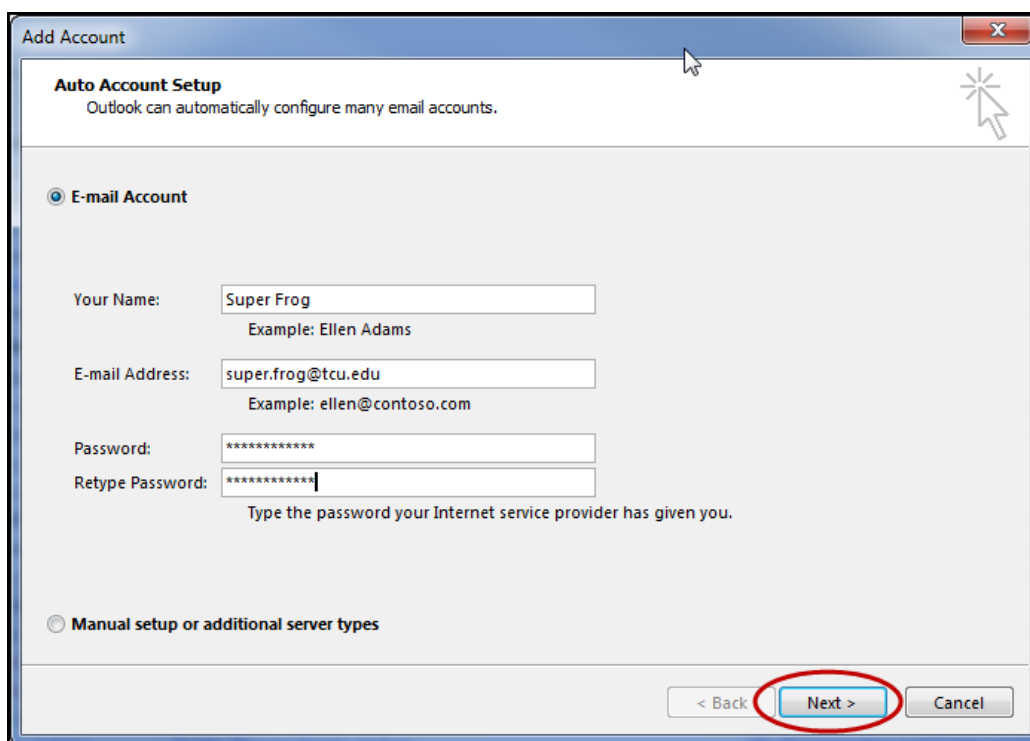 Add Account
Auto Account Setup
Outlook can automatically configure many email accounts.
E-mail Account
Your Name: Super Frog
Example: Ellen Adams
E-mail Address: super.frog@tcu.edu
Example: ellen@contoso.com
Password: ************
Retype Password: ************
Type the password your Internet service provider has given you.
Manual setup or additional server types
< Back Next > Cancel